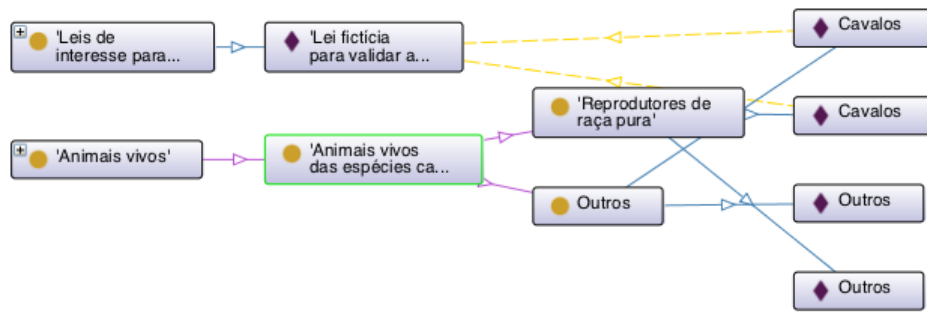 'Leis de
interesse para...
'Lei fictícia
para validar a...
Cavalos
'Reprodutores de
raça pura'
Cavalos
'Animais vivos'
'Animais vivos
das espécies ca...
Outros
Outros
Outros